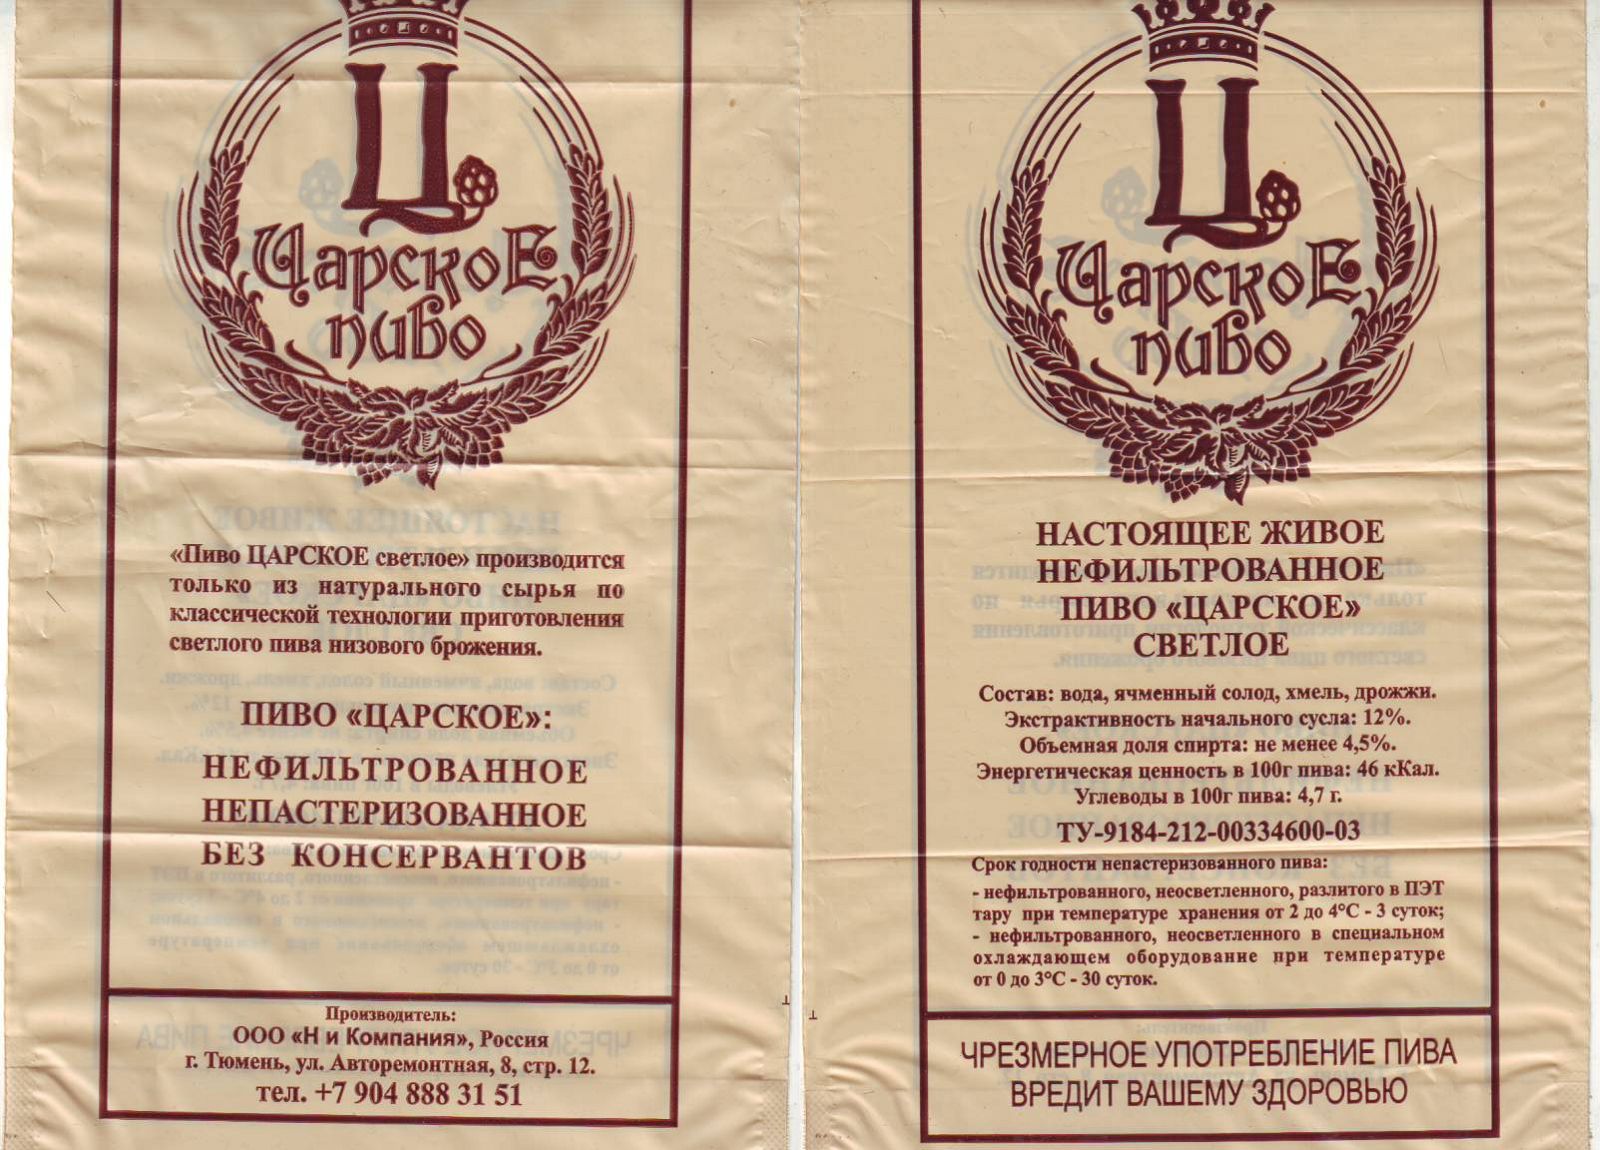 Ц
Царское
пиво
«Пиво ЦАРСКОЕ светлое» производится
только из натурального сырья по
классической технологии приготовления
светлого пива низового брожения.
ПИВО «ЦАРСКОЕ»:
НЕФИЛЬТРОВАННОЕ
НЕПАСТЕРИЗОВАННОЕ
БЕЗ КОНСЕРВАНТОВ
Производитель:
ООО «Н и Компания», Россия
г. Тюмень, ул. Авторемонтная, 8, стр. 12.
тел. +7 904 888 31 51
Ц
Царское
пиво
НАСТОЯЩЕЕ ЖИВОЕ
НЕФИЛЬТРОВАННОЕ
ПИВО «ЦАРСКОЕ»
СВЕТЛОЕ
Состав: вода, ячменный солод, хмель, дрожжи.
Экстрактивность начального сусла: 12%.
Объемная доля спирта: не менее 4,5%.
Энергетическая ценность в 100г пива: 46 кКал.
Углеводы в 100г пива: 4,7 г.
ТУ-9184-212-00334600-03
Срок годности непастеризованного пива:
- нефильтрованного, неосветленного, разлитого в ПЭТ
тару при температуре хранения от 2 до 4°С - 3 суток;
- нефильтрованного, неосветленного в специальном
охлаждающем оборудование при температуре
от 0 до 3°С - 30 суток.
ЧРЕЗМЕРНОЕ УПОТРЕБЛЕНИЕ ПИВА
ВРЕДИТ ВАШЕМУ ЗДОРОВЬЮ